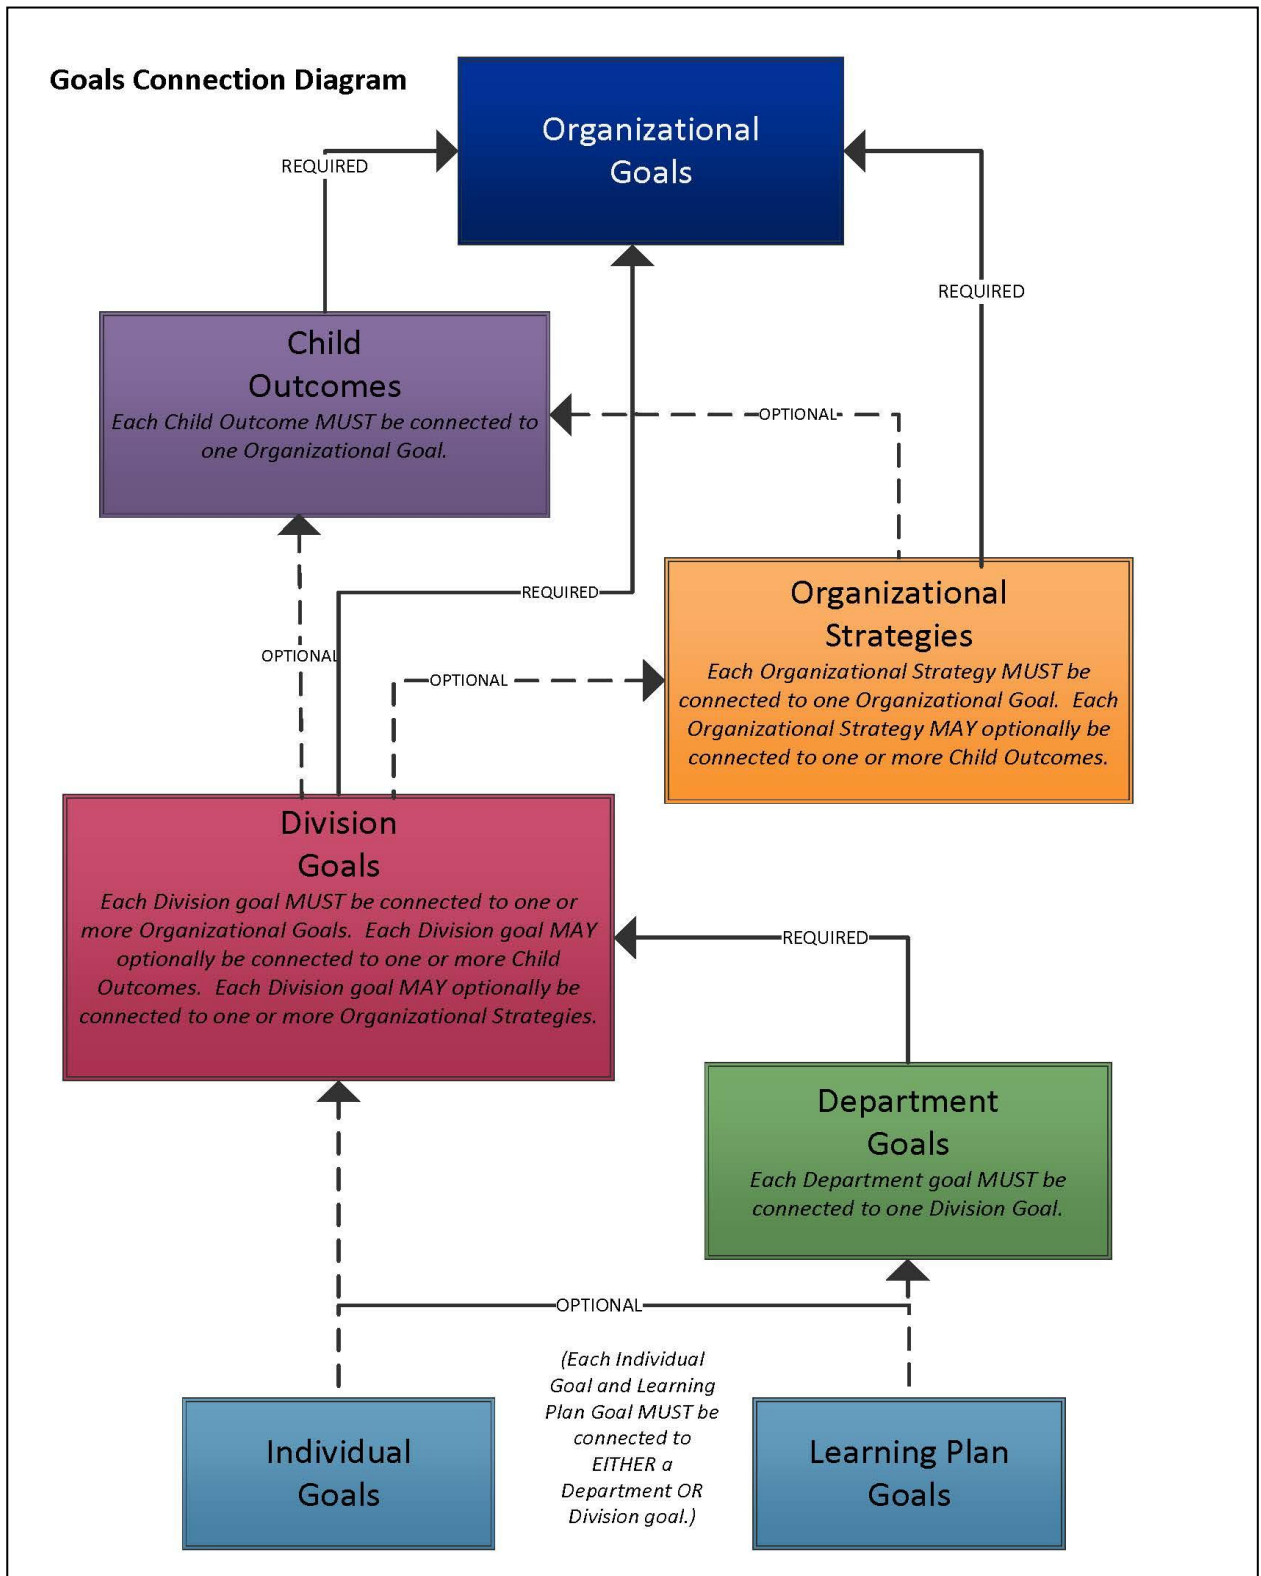 Goals Connection Diagram
Organizational
Goals
REQUIRED
REQUIRED
Child
Outcomes
Each Child Outcome MUST be connected to
one Organizational Goal.
OPTIONAL
REQUIRED
Organizational
Strategies
Each Organizational Strategy MUST be
connected to one Organizational Goal.  Each
Organizational Strategy MAY optionally be
connected to one or more Child Outcomes.
OPTIONAL
OPTIONAL
Division
Goals
Each Division goal MUST be connected to one or
more Organizational Goals.  Each Division goal MAY
optionally be connected to one or more Child
Outcomes.  Each Division goal MAY optionally be
connected to one or more Organizational Strategies.
REQUIRED
Department
Goals
Each Department goal MUST be
connected to one Division Goal.
OPTIONAL
(Each Individual
Goal and Learning
Plan Goal MUST be
connected to
EITHER a
Department OR
Division goal.)
Individual
Goals
Learning Plan
Goals